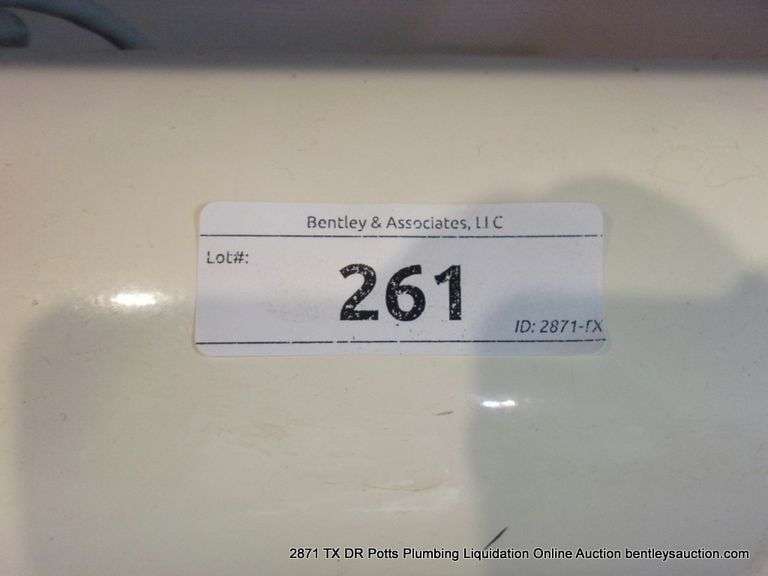 Bentley & Associates, LLC
Lot#:
261
ID: 2871-TX
2871 TX DR Potts Plumbing Liquidation Online Auction bentleysauction.com